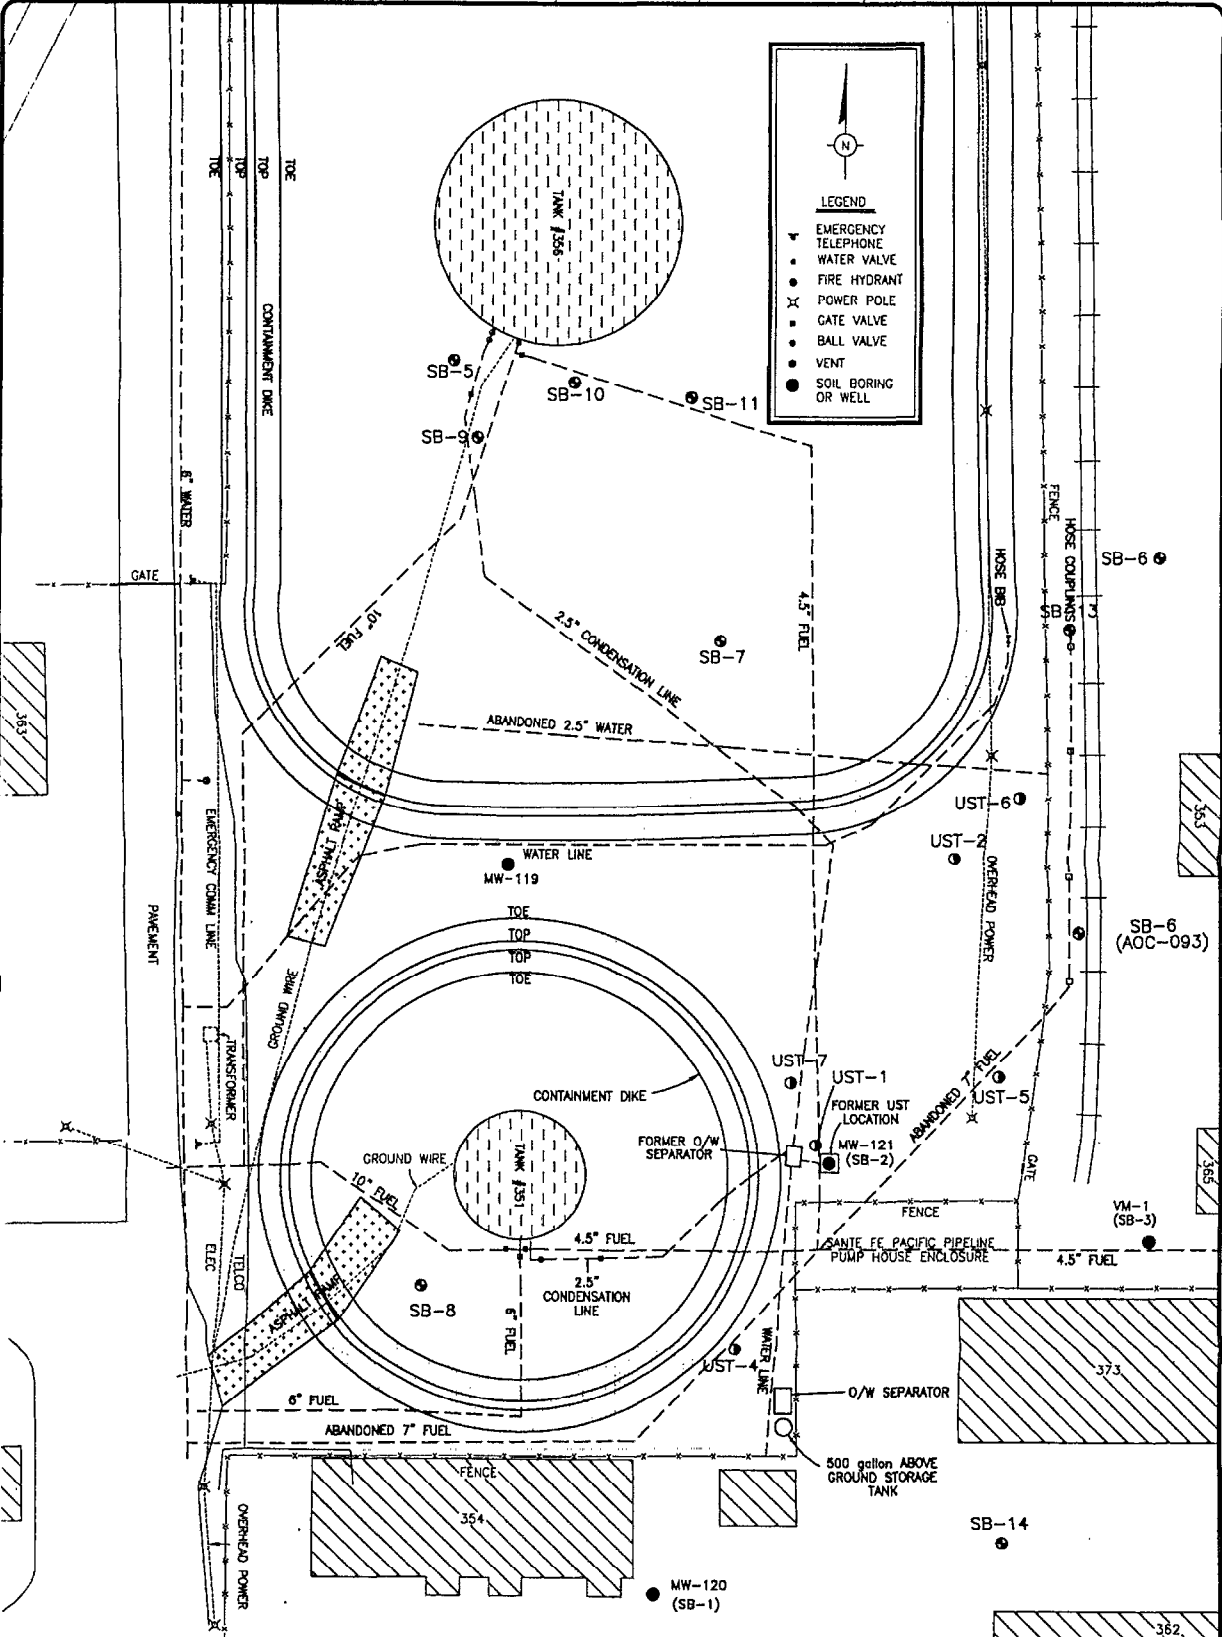 TOE
TOP
TOP
TOE
TANK #356
LEGEND
N
EMERGENCY
TELEPHONE
WATER VALVE
FIRE HYDRANT
POWER POLE
GATE VALVE
BALL VALVE
VENT
SOIL BORING
OR WELL
CONTAINMENT DIKE
SB-5
SB-10
SB-11
SB-9
6" WATER
FENCE
HOSE COUPLINGS
HOSE BIB
SB-6
SB-13
GATE
10" FUEL
2.5" CONDENSATION LINE
4.5" FUEL
SB-7
363
ABANDONED 2.5" WATER
UST-6
353
UST-2
ASPHALT RAMP
EMERGENCY COMM LINE
WATER LINE
MW-119
OVERHEAD POWER
PAVEMENT
TOE
TOP
TOP
TOE
SB-6
(AOC-093)
GROUND WIRE
TRANSFORMER
UST-7
UST-1
CONTAINMENT DIKE
FORMER UST
LOCATION
ABANDONED 7" FUEL
UST-5
FORMER O/W
SEPARATOR
MW-121
(SB-2)
GROUND WIRE
TANK #351
GATE
365
10" FUEL
FENCE
VM-1
(SB-3)
4.5" FUEL
SANTE FE PACIFIC PIPELINE
PUMP HOUSE ENCLOSURE
4.5" FUEL
ELEC
TELCO
2.5"
CONDENSATION
LINE
SB-8
ASPHALT RAMP
6" FUEL
UST-4
WATER LINE
373
O/W SEPARATOR
6" FUEL
ABANDONED 7" FUEL
500 gallon ABOVE
GROUND STORAGE
TANK
FENCE
354
OVERHEAD POWER
SB-14
MW-120
(SB-1)
362